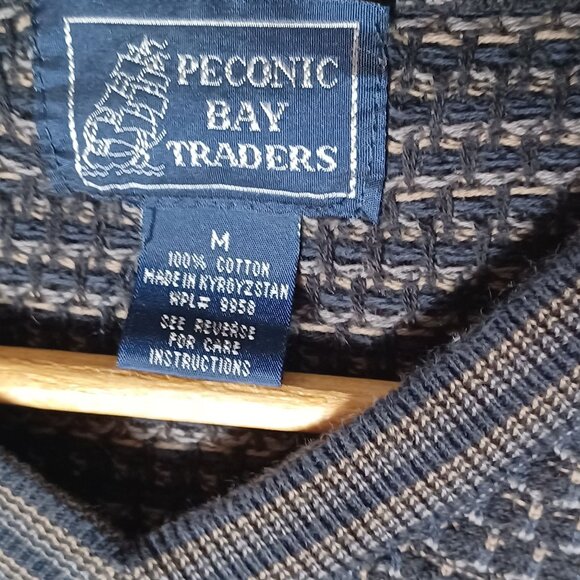 PECONIC
BAY
TRADERS
M
100% COTTON
MADE IN KYRGYZSTAN
WPL# 9958
SEE REVERSE
FOR CARE
INSTRUCTIONS